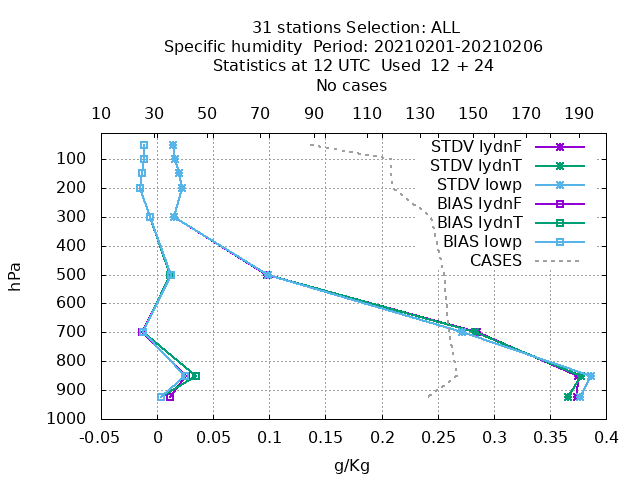 31 stations Selection: ALL
Specific humidity  Period: 20210201-20210206
Statistics at 12 UTC  Used  12 + 24
No cases
10 30 50 70 90 110 130 150 170 190
STDV lydnF
STDV lydnT
STDV lowp
BIAS lydnF
BIAS lydnT
BIAS lowp
CASES
hPa
100
200
300
400
500
600
700
800
900
1000
-0.05 0 0.05 0.1 0.15 0.2 0.25 0.3 0.35 0.4
g/Kg